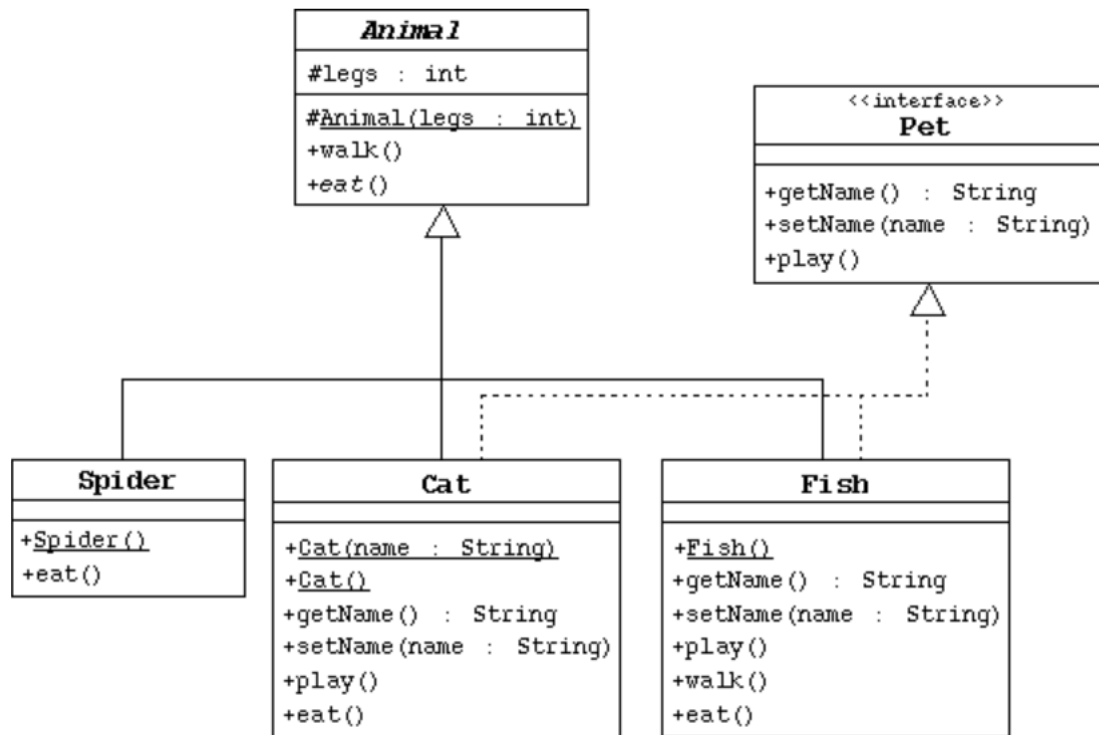 Animal
#legs : int
#Animal(legs : int)
+walk()
+eat()
<<interface>>
Pet
+getName() : String
+setName(name : String)
+play()
Spider
+Spider()
+eat()
Cat
+Cat(name : String)
+Cat()
+getName() : String
+setName(name : String)
+play()
+eat()
Fish
+Fish()
+getName() : String
+setName(name : String)
+play()
+walk()
+eat()